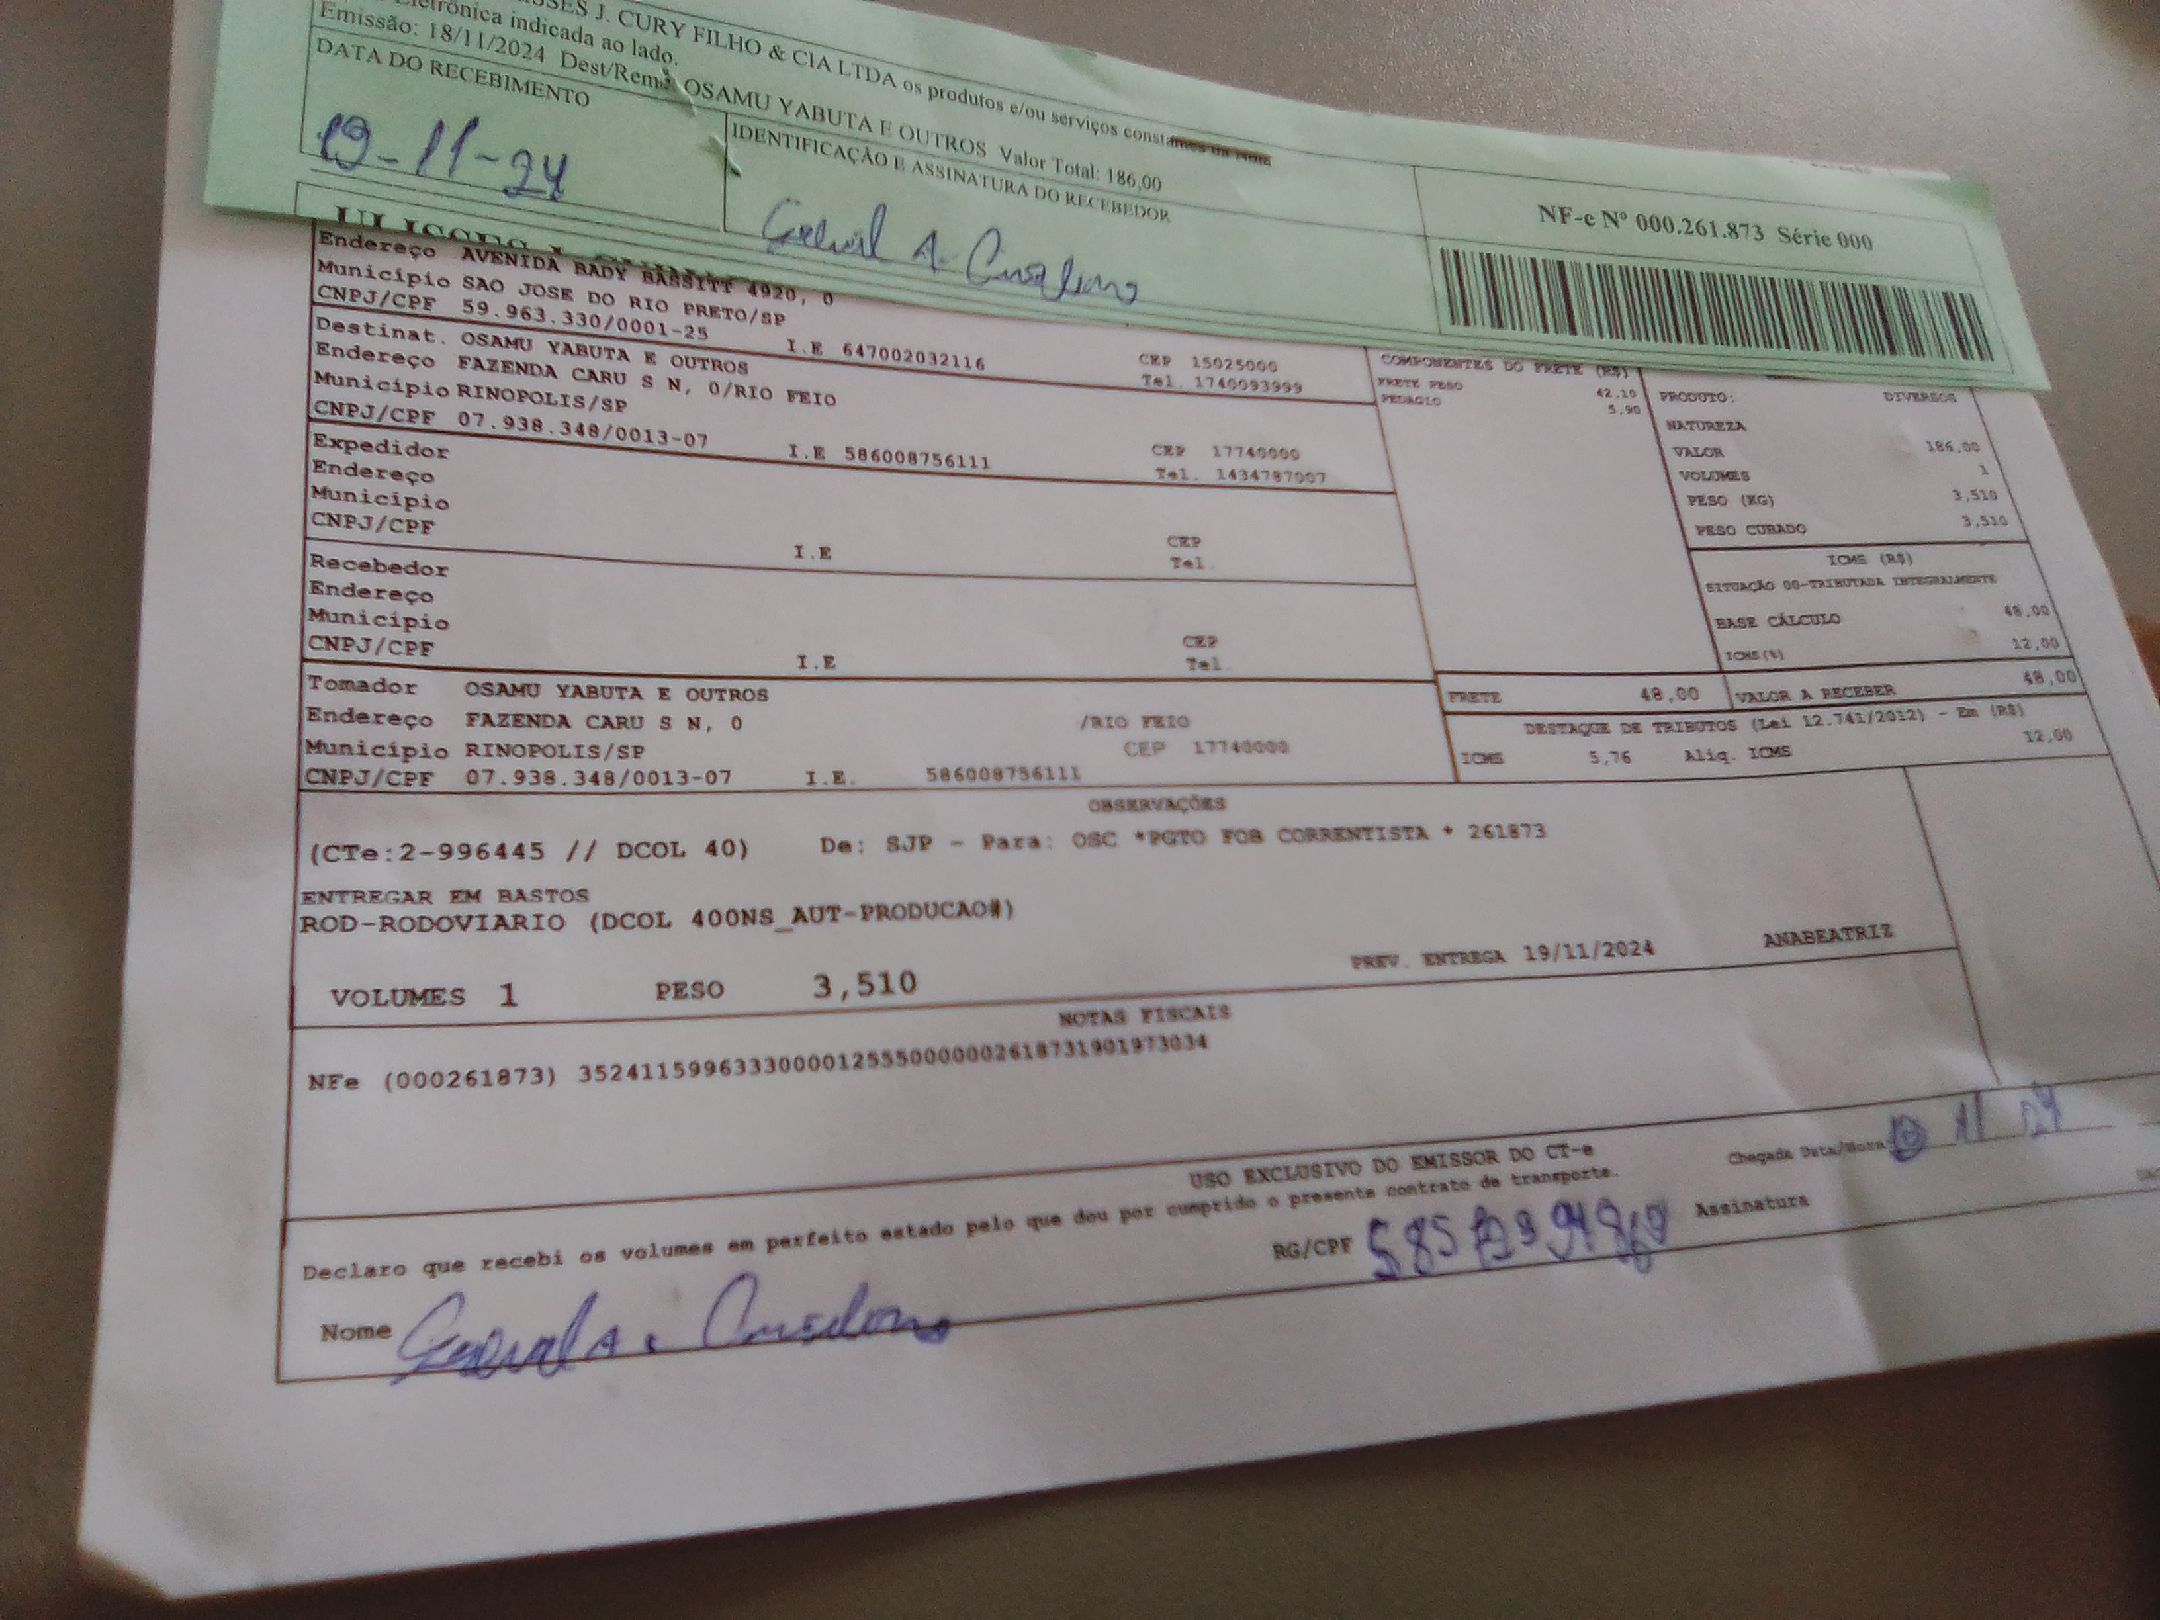 SSES J. CURY FILHO & CIA LTDA os produtos e/ou serviços constantes na Nota
Eletrônica indicada ao lado.
Emissão: 18/11/2024 Dest/Rem: OSAMU YABUTA E OUTROS Valor Total: 186,00
DATA DO RECEBIMENTO
IDENTIFICAÇÃO E ASSINATURA DO RECEBEDOR
19-11-24
NF-e Nº 000.261.873 Série 000
Endereço AVENIDA BADY BASSITT 4920, 0
Município SAO JOSE DO RIO PRETO/SP CEP 15025000
CNPJ/CPF 59.963.330/0001-25 I.E 647002032116 Tel. 1740093999
Destinat. OSAMU YABUTA E OUTROS
Endereço FAZENDA CARU S N, 0/RIO FEIO
Município RINOPOLIS/SP CEP 17740000
CNPJ/CPF 07.938.348/0013-07 I.E 586008756111 Tel. 1434787007
Expedidor
Endereço
Município CEP
CNPJ/CPF I.E Tel.
Recebedor
Endereço
Município CEP
CNPJ/CPF I.E Tel.
Tomador OSAMU YABUTA E OUTROS
Endereço FAZENDA CARU S N, 0 /RIO FEIO
Município RINOPOLIS/SP CEP 17740000
CNPJ/CPF 07.938.348/0013-07 I.E. 586008756111
COMPONENTES DO FRETE (R$)
FRETE PESO 42,10
PEDAGIO 5,90
PRODUTO: DIVERSOS
NATUREZA
VALOR 186,00
VOLUMES 1
PESO (KG) 3,510
PESO CUBADO 3,510
ICMS (R$)
SITUAÇÃO 00-TRIBUTADA INTEGRALMENTE
BASE CÁLCULO 48,00
ICMS(%) 12,00
FRETE 48,00 VALOR A RECEBER 48,00
DESTAQUE DE TRIBUTOS (Lei 12.741/2012) - Em (R$)
ICMS 5,76 Aliq. ICMS 12,00
OBSERVAÇÕES
(CTe:2-996445 // DCOL 40) De: SJP - Para: OSC *PGTO FOB CORRENTISTA * 261873
ENTREGAR EM BASTOS
ROD-RODOVIARIO (DCOL 400NS_AUT-PRODUCAO#)
PREV. ENTREGA 19/11/2024 ANABEATRIZ
VOLUMES 1 PESO 3,510
NOTAS FISCAIS
NFe (000261873) 35241159963330000125550000002618731901973034
USO EXCLUSIVO DO EMISSOR DO CT-e
Declaro que recebi os volumes em perfeito estado pelo que dou por cumprido o presente contrato de transporte.
Chegada Data/Hora 19 11 24
Nome
RG/CPF
Assinatura